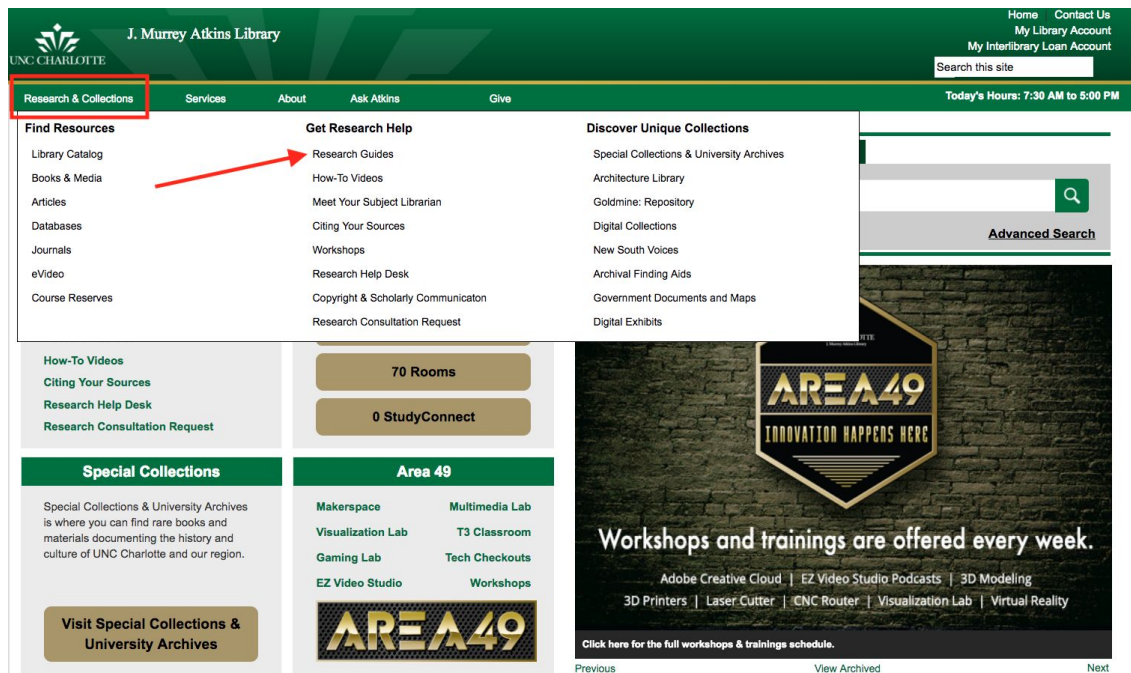 Home Contact Us
J. Murrey Atkins Library
My Library Account
My Interlibrary Loan Account
UNC CHARLOTTE
Search this site
Research & Collections Services About Ask Atkins Give
Today's Hours: 7:30 AM to 5:00 PM
Find Resources
Library Catalog
Books & Media
Articles
Databases
Journals
eVideo
Course Reserves
Get Research Help
Research Guides
How-To Videos
Meet Your Subject Librarian
Citing Your Sources
Workshops
Research Help Desk
Copyright & Scholarly Communicaton
Research Consultation Request
Discover Unique Collections
Special Collections & University Archives
Architecture Library
Goldmine: Repository
Digital Collections
New South Voices
Archival Finding Aids
Government Documents and Maps
Digital Exhibits
Advanced Search
How-To Videos
Citing Your Sources
Research Help Desk
Research Consultation Request
70 Rooms
0 StudyConnect
Special Collections
Special Collections & University Archives
is where you can find rare books and
materials documenting the history and
culture of UNC Charlotte and our region.
Visit Special Collections &
University Archives
Area 49
Makerspace Multimedia Lab
Visualization Lab T3 Classroom
Gaming Lab Tech Checkouts
EZ Video Studio Workshops
AREA49
J. Murrey Atkins Library
AREA49
INNOVATION HAPPENS HERE
Workshops and trainings are offered every week.
Adobe Creative Cloud | EZ Video Studio Podcasts | 3D Modeling
3D Printers | Laser Cutter | CNC Router | Visualization Lab | Virtual Reality
Click here for the full workshops & trainings schedule.
Previous View Archived Next